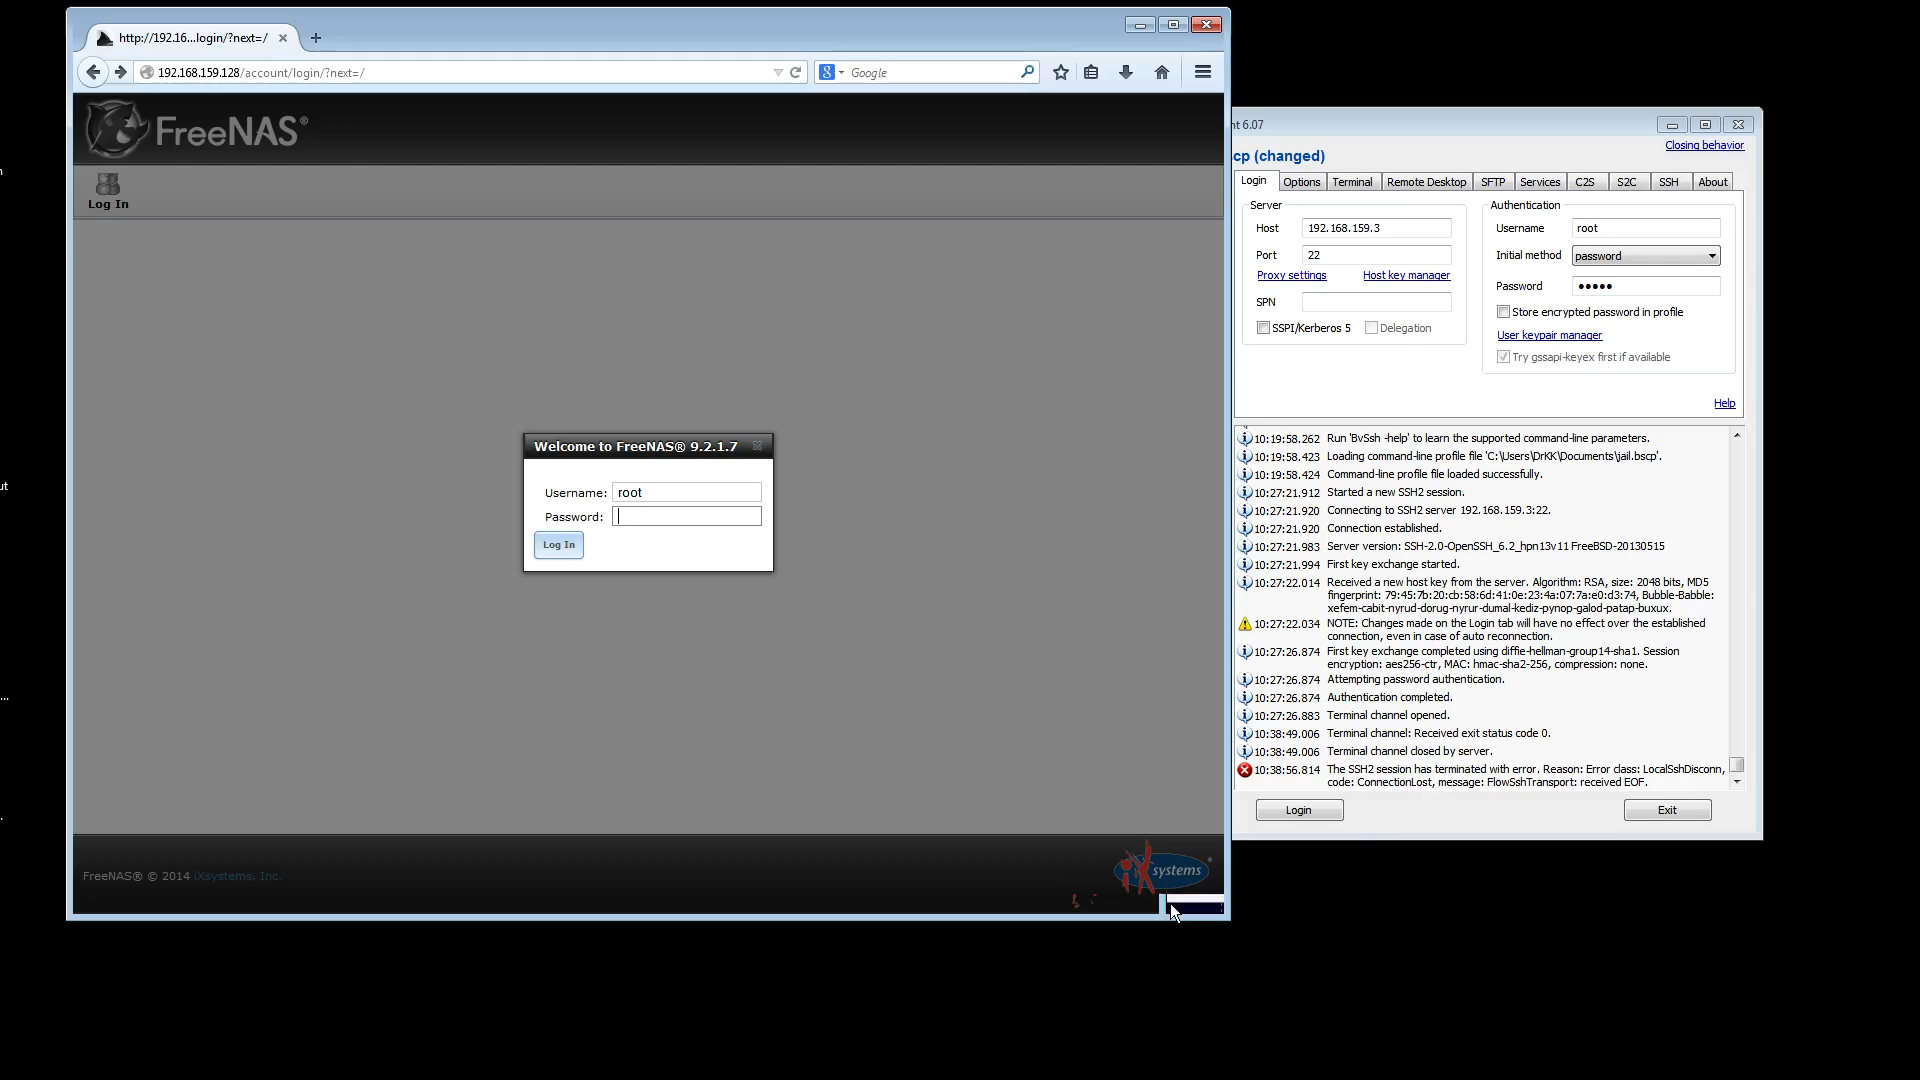 http://192.16...login/?next=/
192.168.159.128/account/login/?next=/
Google
FreeNAS®
Log In
Welcome to FreeNAS® 9.2.1.7
Username: root
Password:
Log In
FreeNAS® © 2014 iXsystems, Inc.
iXsystems®
nt 6.07
Closing behavior
cp (changed)
Login Options Terminal Remote Desktop SFTP Services C2S S2C SSH About
Server
Host 192.168.159.3
Port 22
Proxy settings Host key manager
SPN
SSPI/Kerberos 5 Delegation
Authentication
Username root
Initial method password
Password •••••
Store encrypted password in profile
User keypair manager
Try gssapi-keyex first if available
Help
10:19:58.262 Run 'BvSsh -help' to learn the supported command-line parameters.
10:19:58.423 Loading command-line profile file 'C:\Users\DrKK\Documents\jail.bscp'.
10:19:58.424 Command-line profile file loaded successfully.
10:27:21.912 Started a new SSH2 session.
10:27:21.920 Connecting to SSH2 server 192.168.159.3:22.
10:27:21.920 Connection established.
10:27:21.983 Server version: SSH-2.0-OpenSSH_6.2_hpn13v11 FreeBSD-20130515
10:27:21.994 First key exchange started.
10:27:22.014 Received a new host key from the server. Algorithm: RSA, size: 2048 bits, MD5
fingerprint: 79:45:7b:20:cb:58:6d:41:0e:23:4a:07:7a:e0:d3:74, Bubble-Babble:
xefem-cabit-nyrud-dorug-nyrur-dumal-kediz-pynop-galod-patap-buxux.
10:27:22.034 NOTE: Changes made on the Login tab will have no effect over the established
connection, even in case of auto reconnection.
10:27:26.874 First key exchange completed using diffie-hellman-group14-sha1. Session
encryption: aes256-ctr, MAC: hmac-sha2-256, compression: none.
10:27:26.874 Attempting password authentication.
10:27:26.874 Authentication completed.
10:27:26.883 Terminal channel opened.
10:38:49.006 Terminal channel: Received exit status code 0.
10:38:49.006 Terminal channel closed by server.
10:38:56.814 The SSH2 session has terminated with error. Reason: Error class: LocalSshDisconn,
code: ConnectionLost, message: FlowSshTransport: received EOF.
Login Exit